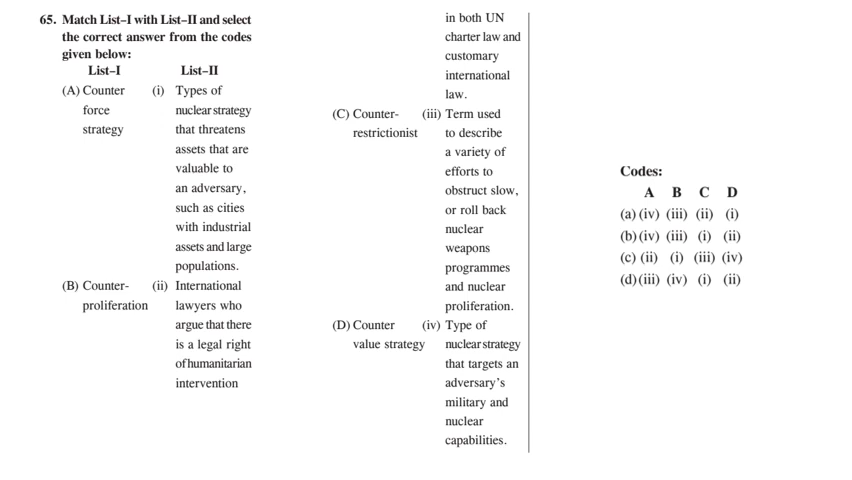 65. Match List–I with List–II and select
the correct answer from the codes
given below:
List–I List–II
(A) Counter (i) Types of
force nuclear strategy
strategy that threatens
assets that are
valuable to
an adversary,
such as cities
with industrial
assets and large
populations.
(B) Counter- (ii) International
proliferation lawyers who
argue that there
is a legal right
of humanitarian
intervention
in both UN
charter law and
customary
international
law.
(C) Counter- (iii) Term used
restrictionist to describe
a variety of
efforts to
obstruct slow,
or roll back
nuclear
weapons
programmes
and nuclear
proliferation.
(D) Counter (iv) Type of
value strategy nuclear strategy
that targets an
adversary's
military and
nuclear
capabilities.
Codes:
A B C D
(a) (iv) (iii) (ii) (i)
(b) (iv) (iii) (i) (ii)
(c) (ii) (i) (iii) (iv)
(d) (iii) (iv) (i) (ii)